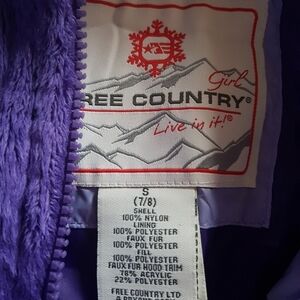 Girl
REE COUNTRY®
Live in it!®
S
(7/8)
SHELL
100% NYLON
LINING
100% POLYESTER
FAUX FUR
100% POLYESTER
FILL
100% POLYESTER
FAUX FUR HOOD TRIM
78% ACRYLIC
22% POLYESTER
FREE COUNTRY LTD